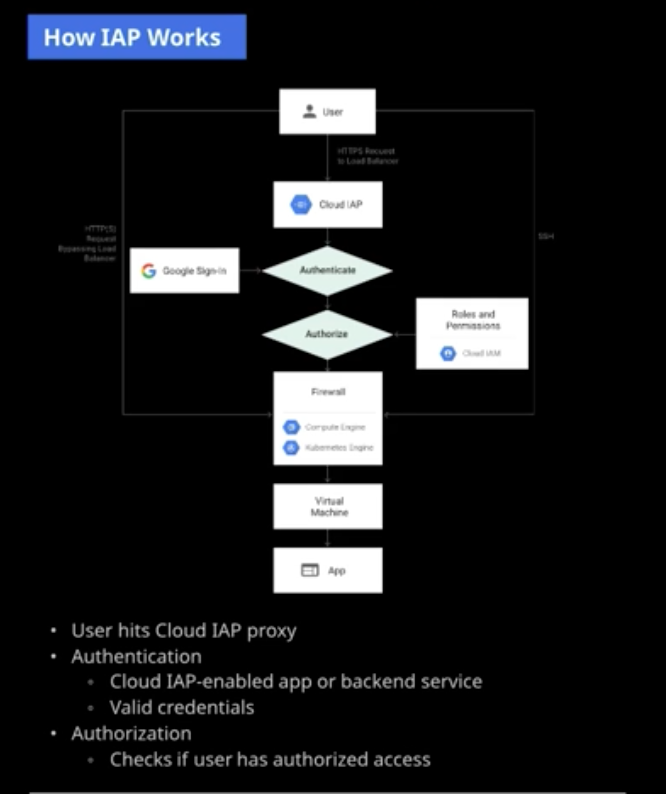 How IAP Works
User
HTTPS Request
to Load Balancer
Cloud IAP
HTTP(S)
Request
Bypassing Load
Balancer
SSH
Google Sign-In
Authenticate
Roles and
Permissions
Cloud IAM
Authorize
Firewall
Compute Engine
Kubernetes Engine
Virtual
Machine
App
• User hits Cloud IAP proxy
• Authentication
◦ Cloud IAP-enabled app or backend service
◦ Valid credentials
• Authorization
◦ Checks if user has authorized access